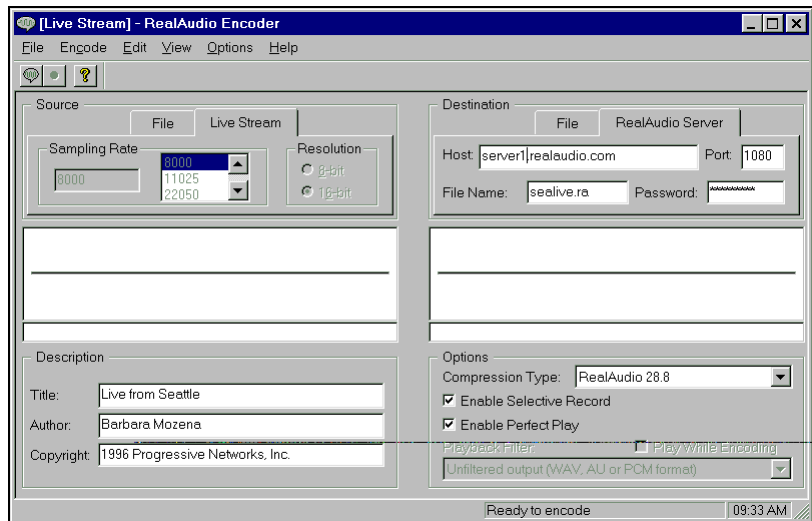 [Live Stream] - RealAudio Encoder
File Encode Edit View Options Help
Source
File Live Stream
Sampling Rate
8000
8000
11025
22050
Resolution
8-bit
16-bit
Destination
File RealAudio Server
Host: server1.realaudio.com Port: 1080
File Name: sealive.ra Password: **********
Description
Title: Live from Seattle
Author: Barbara Mozena
Copyright: 1996 Progressive Networks, Inc.
Options
Compression Type: RealAudio 28.8
Enable Selective Record
Enable Perfect Play
Playback Filter: Play While Encoding
Unfiltered output (WAV, AU or PCM format)
Ready to encode 09:33 AM